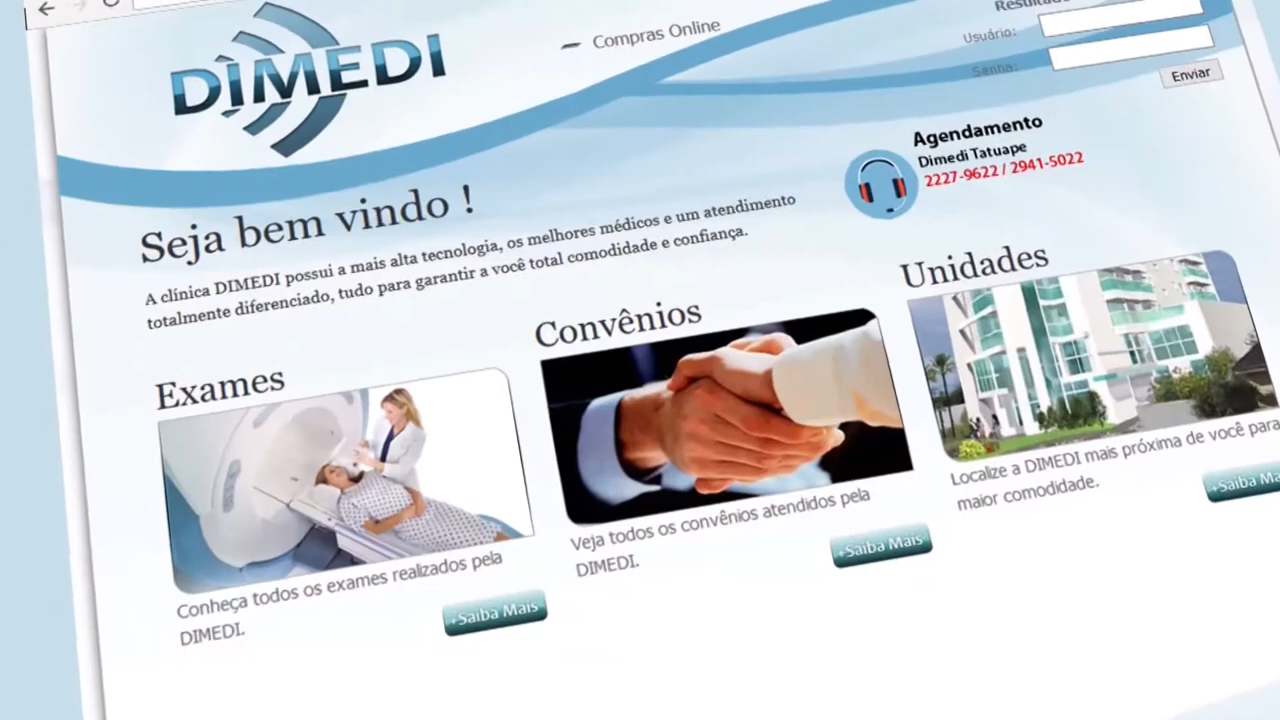 DIMEDI
Compras Online
Resultado
Usuário:
Senha:
Enviar
Agendamento
Dimedi Tatuape
2227-9622 / 2941-5022
Seja bem vindo !
A clínica DIMEDI possui a mais alta tecnologia, os melhores médicos e um atendimento
totalmente diferenciado, tudo para garantir a você total comodidade e confiança.
Exames
Conheça todos os exames realizados pela
DIMEDI.
+Saiba Mais
Convênios
Veja todos os convênios atendidos pela
DIMEDI.
+Saiba Mais
Unidades
Localize a DIMEDI mais próxima de você para
maior comodidade.
+Saiba Ma